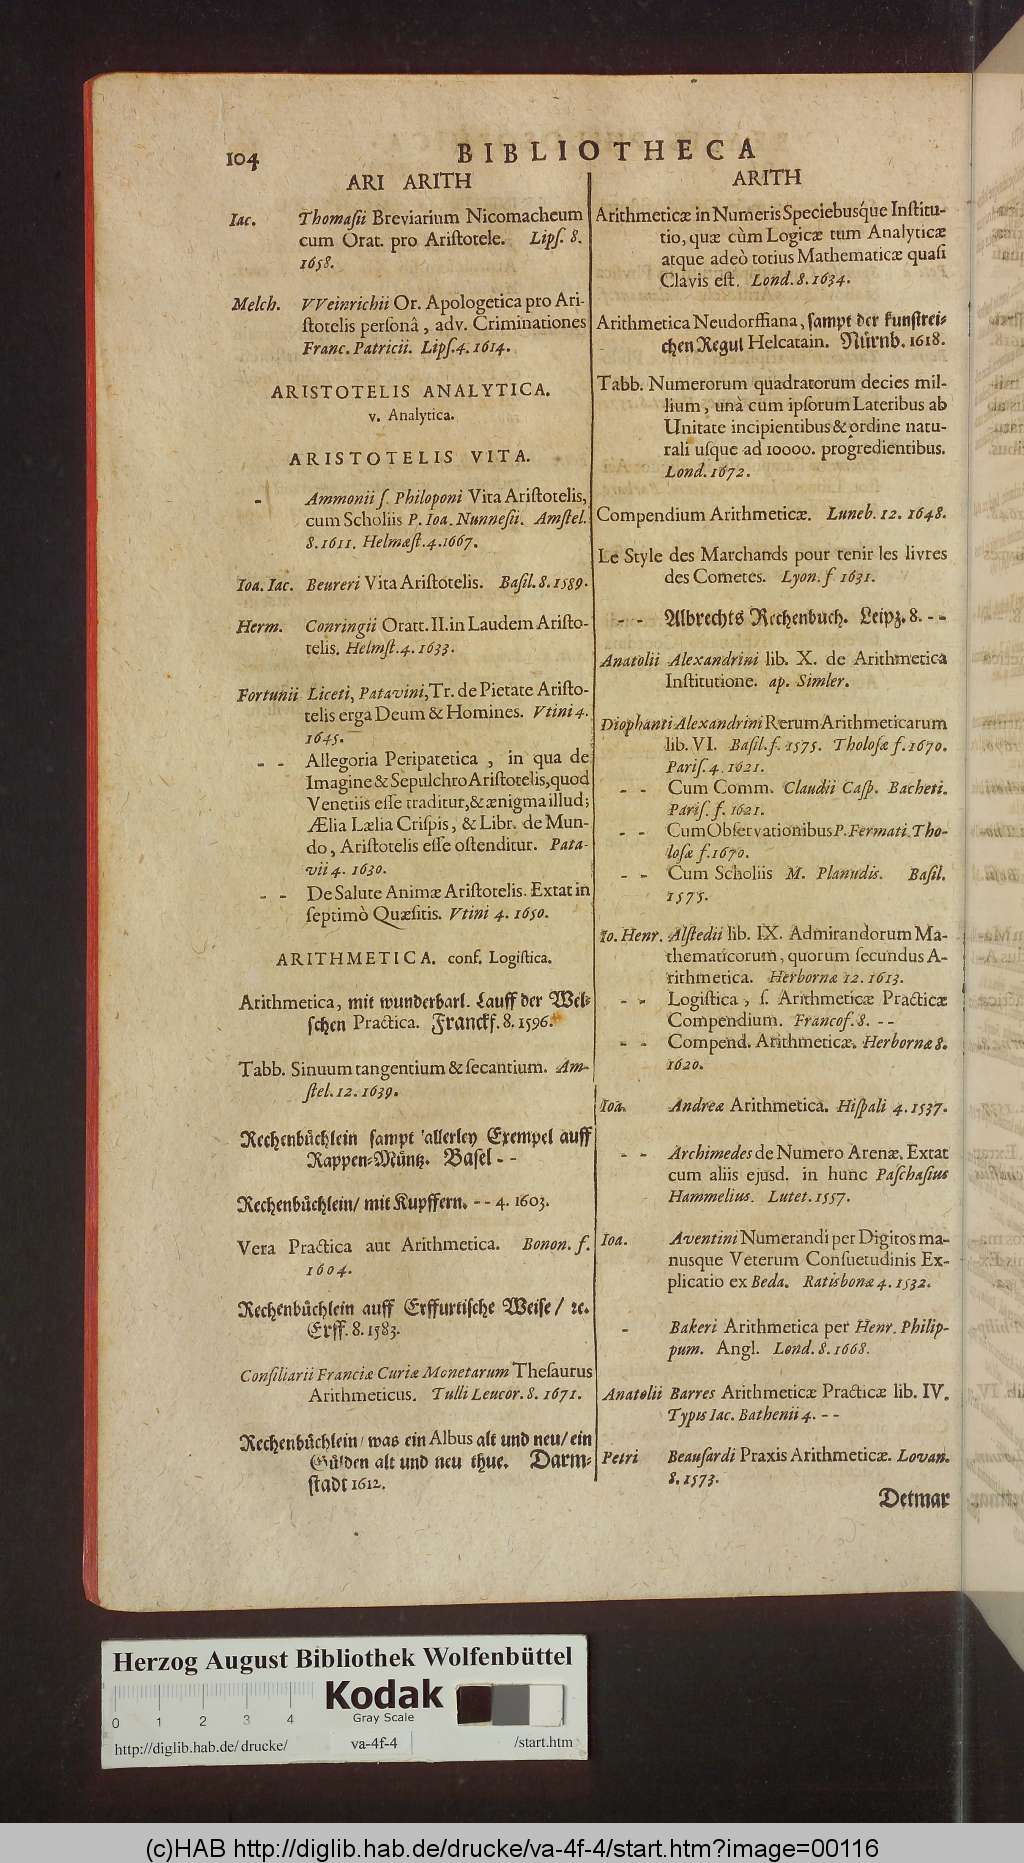 104
BIBLIOTHECA
ARI ARITH
Iac. Thomasii Breviarium Nicomacheum
cum Orat. pro Aristotele. Lips. 8.
1658.
Melch. VVeinrichii Or. Apologetica pro Ari-
stotelis personâ, adv. Criminationes
Franc. Patricii. Lips. 4. 1614.
ARISTOTELIS ANALYTICA.
v. Analytica.
ARISTOTELIS VITA.
- Ammonii s. Philoponi Vita Aristotelis,
cum Scholiis P. Ioa. Nunnesii. Amstel.
8. 1611. Helmæst. 4. 1667.
Ioa. Iac. Beureri Vita Aristotelis. Basil. 8. 1589.
Herm. Conringii Oratt. II. in Laudem Aristo-
telis. Helmst. 4. 1633.
Fortunii Liceti, Patavini, Tr. de Pietate Aristo-
telis erga Deum & Homines. Vtini 4.
1645.
- - Allegoria Peripatetica, in qua de
Imagine & Sepulchro Aristotelis, quod
Venetiis esse traditur, & ænigma illud;
Ælia Lælia Crispis, & Libr. de Mun-
do, Aristotelis esse ostenditur. Pata-
vii 4. 1630.
- - De Salute Animæ Aristotelis. Extat in
septimò Quæsitis. Vtini 4. 1650.
ARITHMETICA. conf. Logistica.
Arithmetica, mit wunderbarl. Lauff der Wel-
schen Practica. Franckf. 8. 1596.
Tabb. Sinuum tangentium & secantium. Am-
stel. 12. 1639.
Rechenbüchlein sampt allerley Exempel auff
Rappen-Müntz. Basel - -
Rechenbüchlein/ mit Kupffern. - - 4. 1603.
Vera Practica aut Arithmetica. Bonon. f.
1604.
Rechenbüchlein auff Erffurtische Weise/ ꝛc.
Erff. 8. 1583.
Consiliarii Franciæ Curiæ Monetarum Thesaurus
Arithmeticus. Tulli Leucor. 8. 1671.
Rechenbüchlein/ was ein Albus alt und neu/ ein
Gülden alt und neu thue. Darm-
stadt 1612.
ARITH
Arithmeticæ in Numeris Speciebusq́ue Institu-
tio, quæ cùm Logicæ tum Analyticæ
atque adeò totius Mathematicæ quasi
Clavis est. Lond. 8. 1634.
Arithmetica Neudorffiana, sampt der kunstrei-
chen Regul Helcatain. Nürnb. 1618.
Tabb. Numerorum quadratorum decies mil-
lium, unà cum ipsorum Lateribus ab
Unitate incipientibus & ordine natu-
rali usque ad 10000. progredientibus.
Lond. 1672.
Compendium Arithmeticæ. Luneb. 12. 1648.
Le Style des Marchands pour tenir les livres
des Cometes. Lyon. f 1631.
- - Albrechts Rechenbuch. Leipz. 8. - -
Anatolii Alexandrini lib. X. de Arithmetica
Institutione. ap. Simler.
Diophanti Alexandrini Rerum Arithmeticarum
lib. VI. Basil. f. 1575. Tholosæ f. 1670.
Paris. 4. 1621.
- - Cum Comm. Claudii Casp. Bacheti.
Paris. f. 1621.
- - Cum Observationibus P. Fermati. Tho-
losæ f. 1670.
- - Cum Scholiis M. Planudis. Basil.
1575.
Io. Henr. Alstedii lib. IX. Admirandorum Ma-
thematicorum, quorum secundus A-
rithmetica. Herbornæ 12. 1613.
- - Logistica, s. Arithmeticæ Practicæ
Compendium. Francof. 8. - -
- - Compend. Arithmeticæ. Herbornæ 8.
1620.
Ioa. Andreæ Arithmetica. Hispali 4. 1537.
- - Archimedes de Numero Arenæ. Extat
cum aliis ejusd. in hunc Paschasius
Hammelius. Lutet. 1557.
Ioa. Aventini Numerandi per Digitos ma-
nusque Veterum Consuetudinis Ex-
plicatio ex Beda. Ratisbonæ 4. 1532.
- Bakeri Arithmetica per Henr. Philip-
pum. Angl. Lond. 8. 1668.
Anatolii Barres Arithmeticæ Practicæ lib. IV.
Typis Iac. Bathenii 4. - -
Petri Beausardi Praxis Arithmeticæ. Lovan.
8. 1573.
Detmar
Herzog August Bibliothek Wolfenbüttel
Kodak
Gray Scale
0 1 2 3 4
http://diglib.hab.de/drucke/ va-4f-4 /start.htm
(c)HAB http://diglib.hab.de/drucke/va-4f-4/start.htm?image=00116